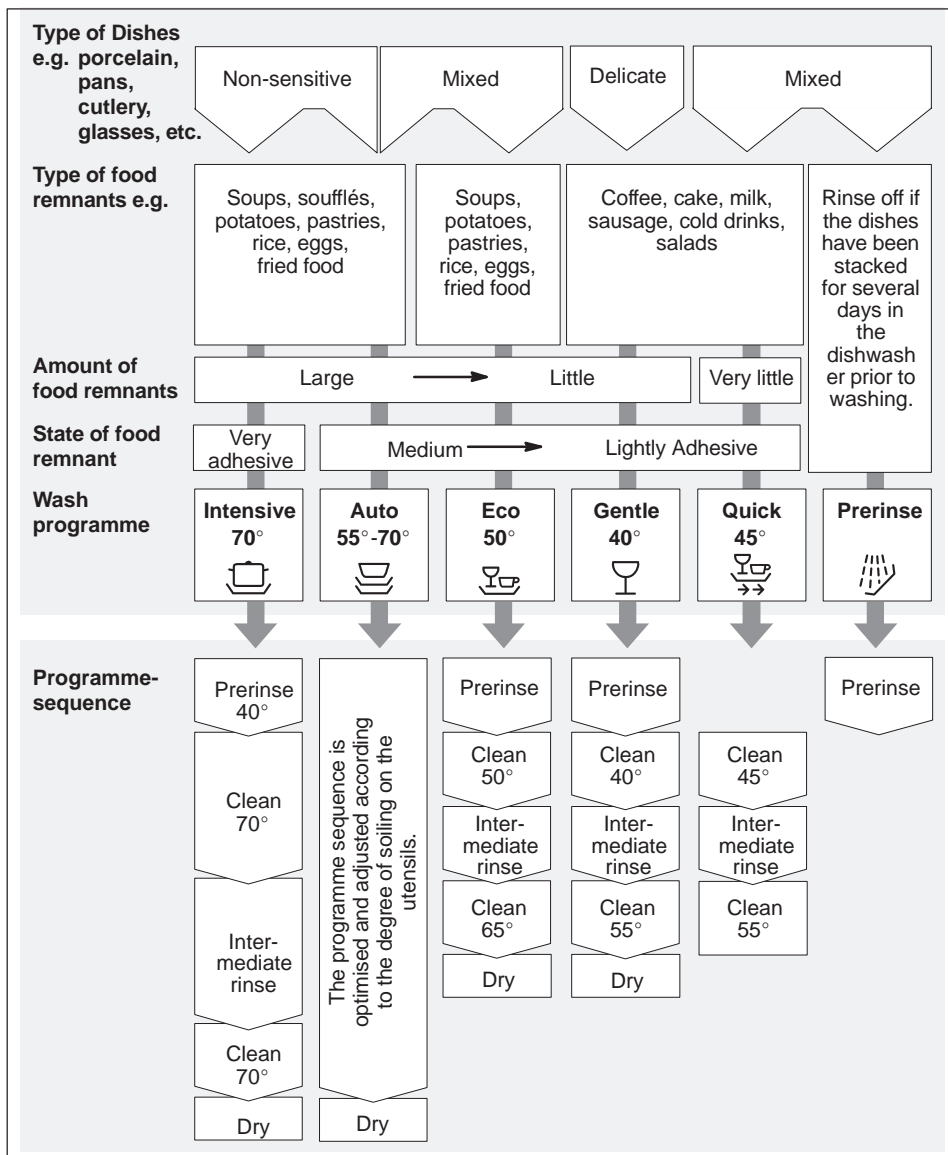 Type of Dishes
e.g. porcelain,
pans,
cutlery,
glasses, etc.
Non-sensitive
Mixed
Delicate
Mixed
Type of food
remnants e.g.
Soups, soufflés,
potatoes, pastries,
rice, eggs,
fried food
Soups,
potatoes,
pastries,
rice, eggs,
fried food
Coffee, cake, milk,
sausage, cold drinks,
salads
Rinse off if
the dishes
have been
stacked
for several
days in
the
dishwash
er prior to
washing.
Amount of
food remnants
Large
Little
Very little
State of food
remnant
Very
adhesive
Medium
Lightly Adhesive
Wash
programme
Intensive
70°
Auto
55°-70°
Eco
50°
Gentle
40°
Quick
45°
Prerinse
Programme-
sequence
Prerinse
40°
Clean
70°
Inter-
mediate
rinse
Clean
70°
Dry
The programme sequence is
optimised and adjusted according
to the degree of soiling on the
utensils.
Dry
Prerinse
Clean
50°
Inter-
mediate
rinse
Clean
65°
Dry
Prerinse
Clean
40°
Inter-
mediate
rinse
Clean
55°
Dry
Clean
45°
Inter-
mediate
rinse
Clean
55°
Prerinse